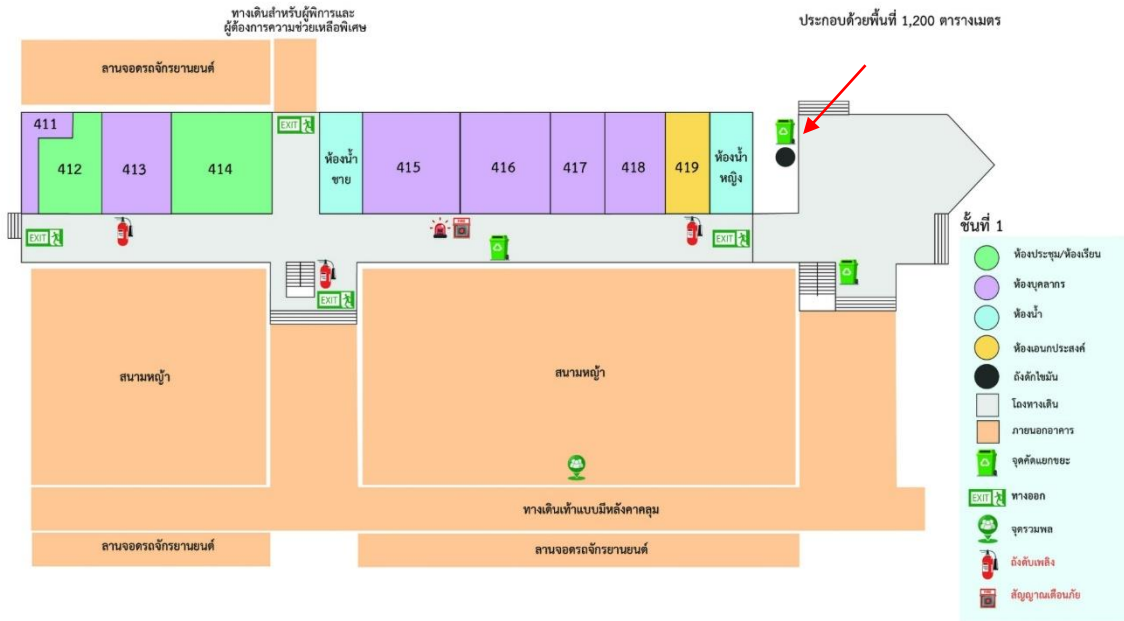 ทางเดินสำหรับผู้พิการและ
ผู้ต้องการความช่วยเหลือพิเศษ
ประกอบด้วยพื้นที่ 1,200 ตารางเมตร
ลานจอดรถจักรยานยนต์
411
412
413
414
EXIT
ห้องน้ำ
ชาย
415
416
417
418
419
ห้องน้ำ
หญิง
EXIT
EXIT
EXIT
ชั้นที่ 1
ห้องประชุม/ห้องเรียน
ห้องบุคลากร
ห้องน้ำ
ห้องเอนกประสงค์
ถังดักไขมัน
โถงทางเดิน
ภายนอกอาคาร
จุดคัดแยกขยะ
EXIT ทางออก
จุดรวมพล
ถังดับเพลิง
สัญญาณเตือนภัย
สนามหญ้า
สนามหญ้า
ทางเดินเท้าแบบมีหลังคาคลุม
ลานจอดรถจักรยานยนต์
ลานจอดรถจักรยานยนต์